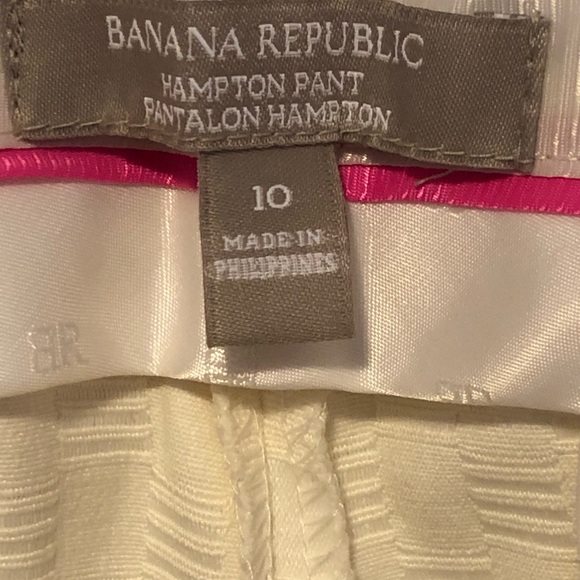 BANANA REPUBLIC
HAMPTON PANT
PANTALON HAMPTON
10
MADE IN
PHILIPPINES
BR